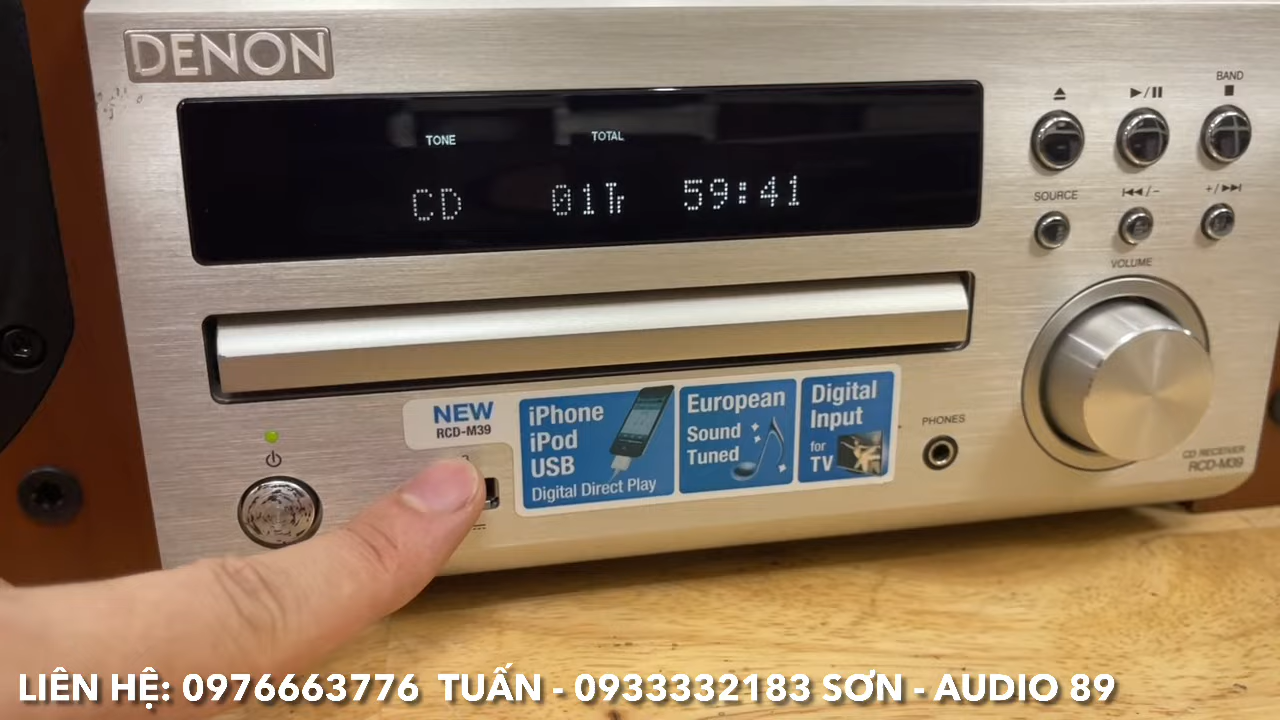 DENON
TONE
TOTAL
CD 01Tr 59:41
BAND
SOURCE
VOLUME
NEW
RCD-M39
iPhone
iPod
USB
Digital Direct Play
European
Sound
Tuned
Digital
Input
for
TV
PHONES
CD RECEIVER
RCD-M39
LIÊN HỆ: 0976663776 TUẤN - 0933332183 SƠN - AUDIO 89